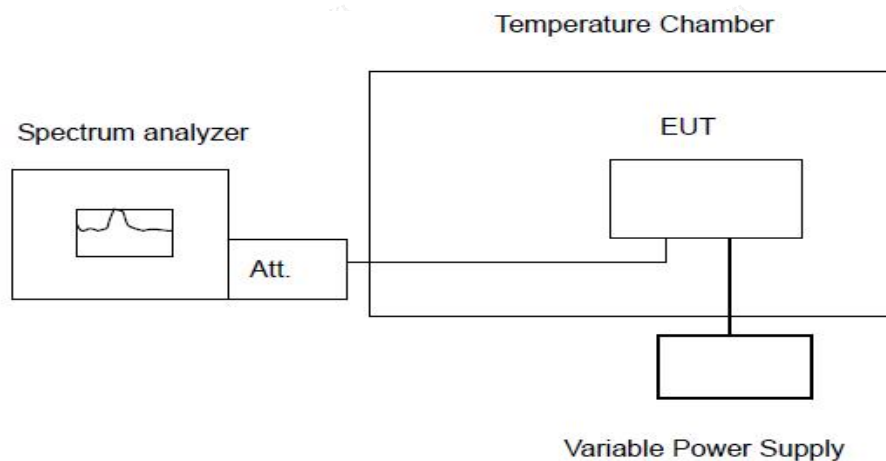 Temperature Chamber
EUT
Spectrum analyzer
Att.
Variable Power Supply